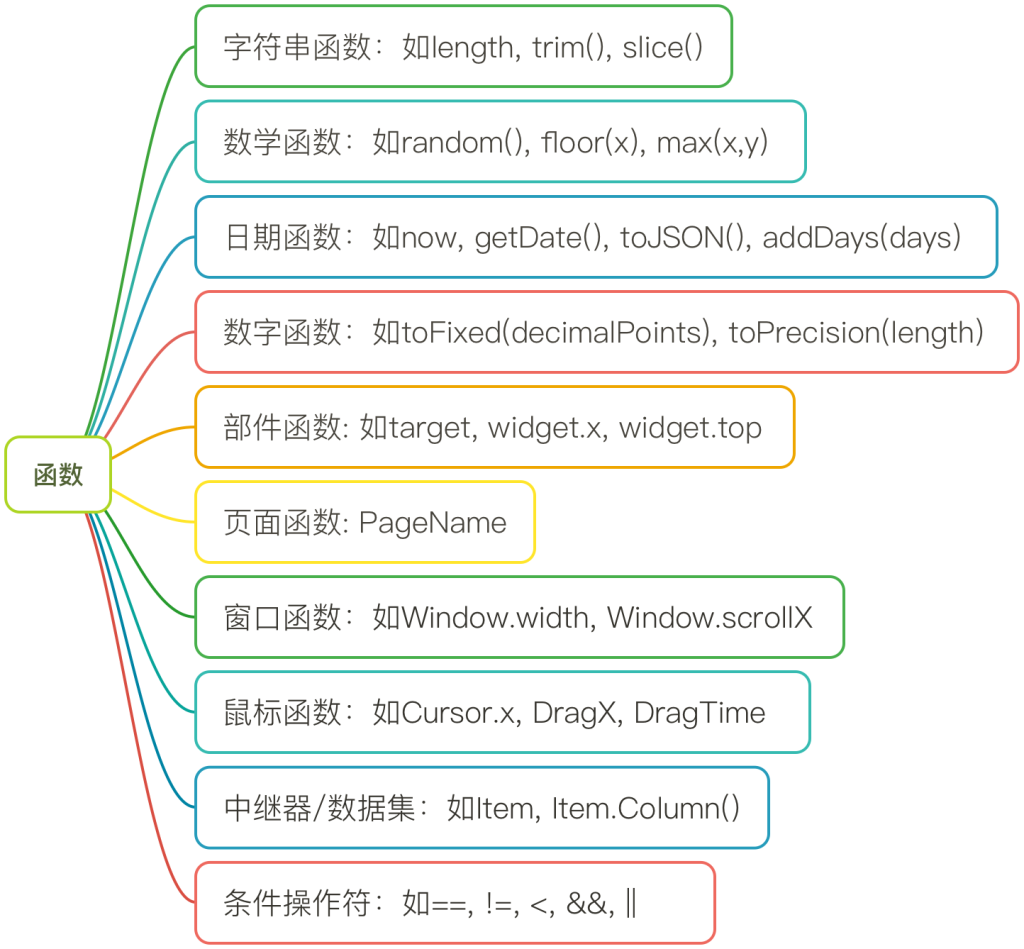 字符串函数：如length, trim(), slice()
数学函数：如random(), floor(x), max(x,y)
日期函数：如now, getDate(), toJSON(), addDays(days)
数字函数：如toFixed(decimalPoints), toPrecision(length)
部件函数: 如target, widget.x, widget.top
函数
页面函数: PageName
窗口函数：如Window.width, Window.scrollX
鼠标函数：如Cursor.x, DragX, DragTime
中继器/数据集：如Item, Item.Column()
条件操作符：如==, !=, <, &&, ||